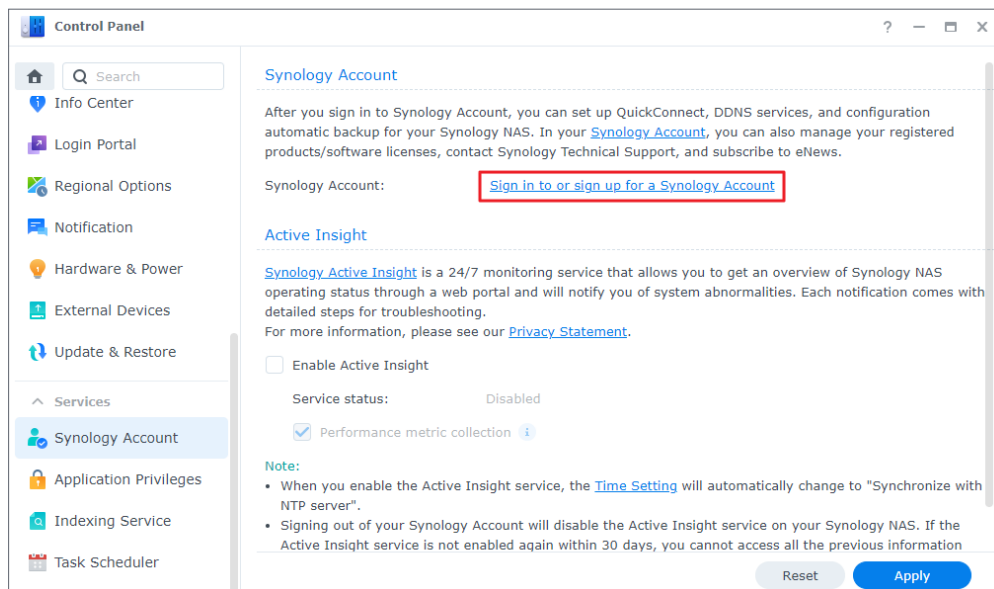 Control Panel
?
Search
Info Center
Login Portal
Regional Options
Notification
Hardware & Power
External Devices
Update & Restore
Services
Synology Account
Application Privileges
Indexing Service
Task Scheduler
Synology Account
After you sign in to Synology Account, you can set up QuickConnect, DDNS services, and configuration
automatic backup for your Synology NAS. In your Synology Account, you can also manage your registered
products/software licenses, contact Synology Technical Support, and subscribe to eNews.
Synology Account: Sign in to or sign up for a Synology Account
Active Insight
Synology Active Insight is a 24/7 monitoring service that allows you to get an overview of Synology NAS
operating status through a web portal and will notify you of system abnormalities. Each notification comes with
detailed steps for troubleshooting.
For more information, please see our Privacy Statement.
Enable Active Insight
Service status: Disabled
Performance metric collection i
Note:
• When you enable the Active Insight service, the Time Setting will automatically change to "Synchronize with
NTP server".
• Signing out of your Synology Account will disable the Active Insight service on your Synology NAS. If the
Active Insight service is not enabled again within 30 days, you cannot access all the previous information
Reset Apply